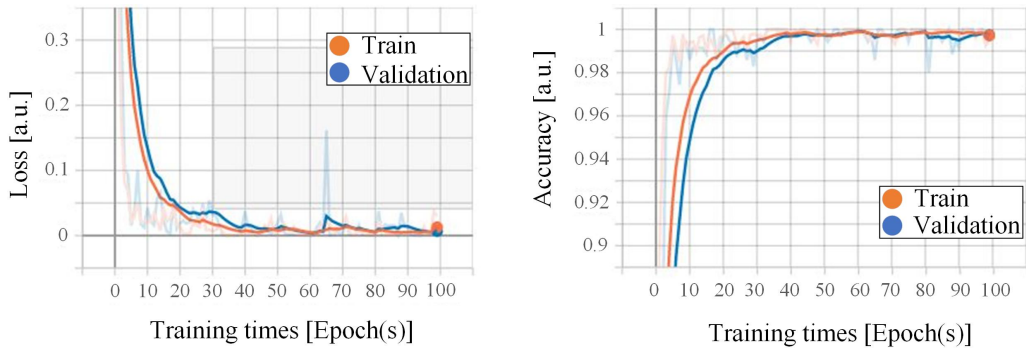 Loss [a.u.]
0.3
0.2
0.1
0
Train
Validation
0 10 20 30 40 50 60 70 80 90 100
Training times [Epoch(s)]
Accuracy [a.u.]
1
0.98
0.96
0.94
0.92
0.9
Train
Validation
0 10 20 30 40 50 60 70 80 90 100
Training times [Epoch(s)]